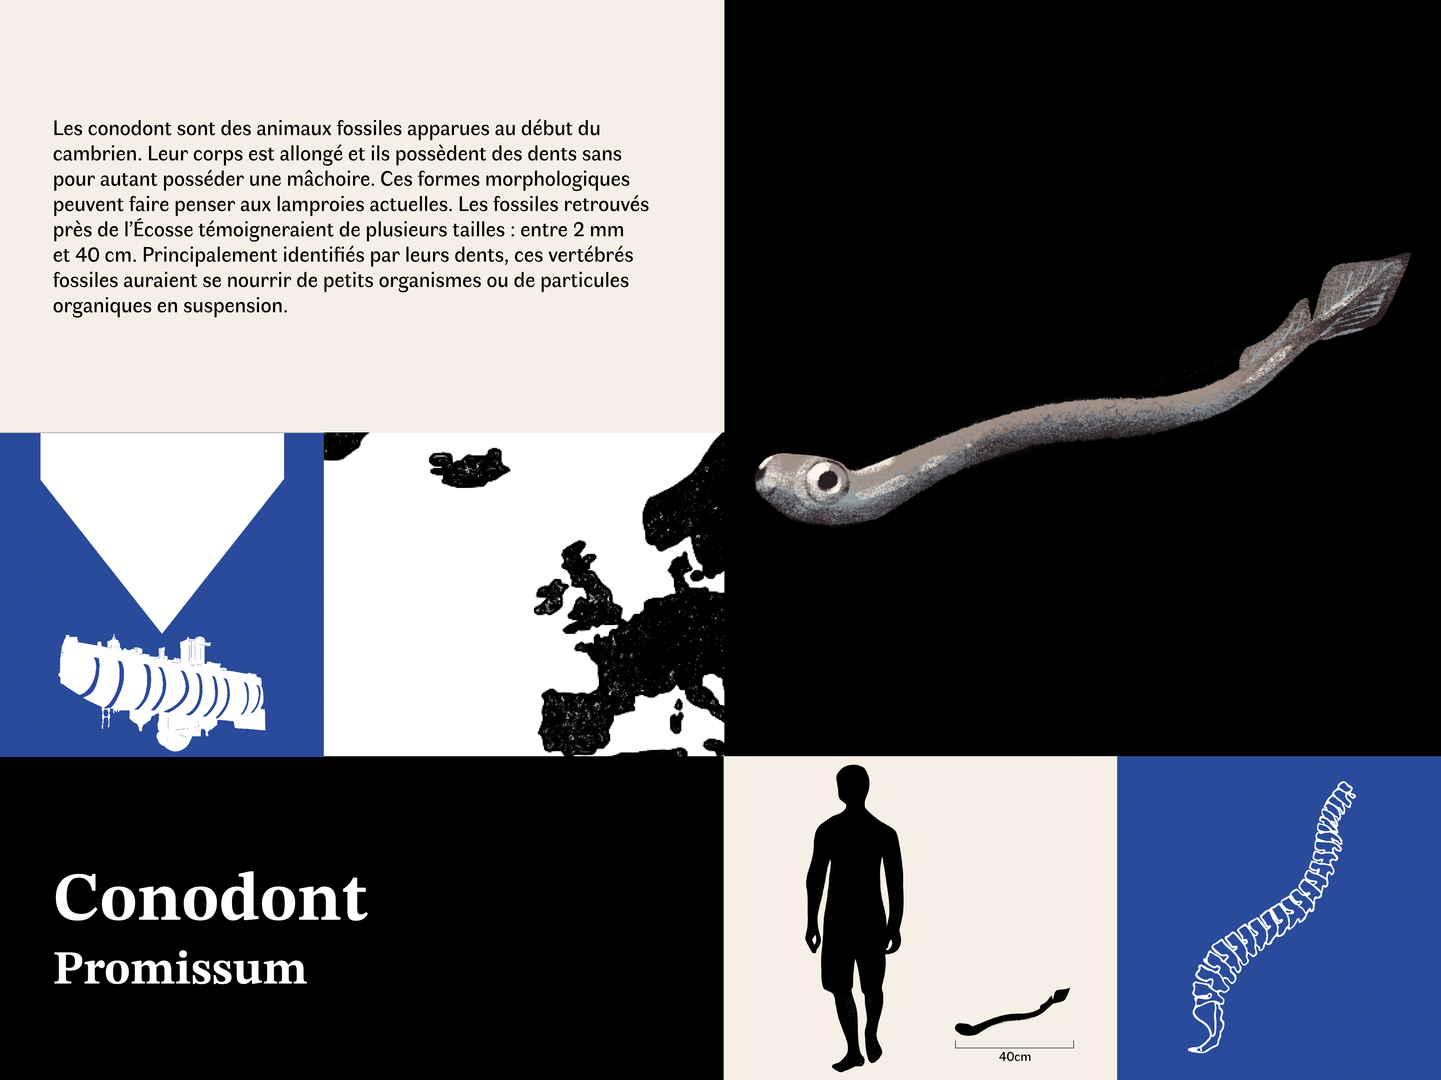 Les conodont sont des animaux fossiles apparues au début du
cambrien. Leur corps est allongé et ils possèdent des dents sans
pour autant posséder une mâchoire. Ces formes morphologiques
peuvent faire penser aux lamproies actuelles. Les fossiles retrouvés
près de l’Écosse témoigneraient de plusieurs tailles : entre 2 mm
et 40 cm. Principalement identifiés par leurs dents, ces vertébrés
fossiles auraient se nourrir de petits organismes ou de particules
organiques en suspension.
Conodont
Promissum
40cm